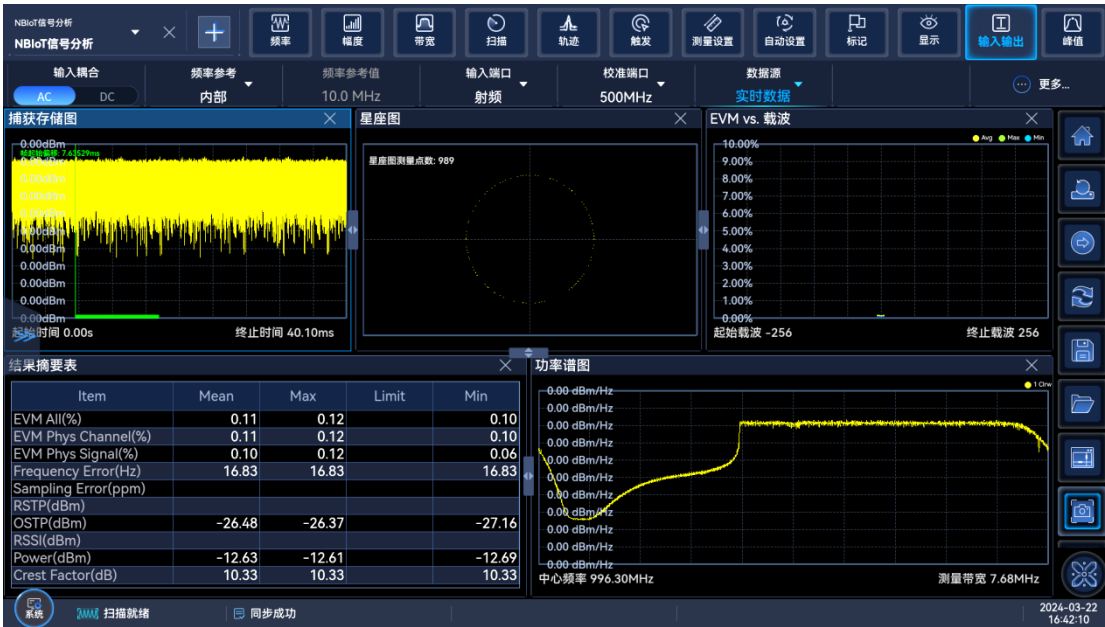 NBIoT信号分析
NBIoT信号分析
频率
幅度
带宽
扫描
轨迹
触发
测量设置
自动设置
标记
显示
输入输出
峰值
输入耦合
AC DC
频率参考
内部
频率参考值
10.0 MHz
输入端口
射频
校准端口
500MHz
数据源
实时数据
更多...
捕获存储图
0.00dBm
帧起始偏移: 7.63529ms
0.00dBm
0.00dBm
0.00dBm
0.00dBm
0.00dBm
0.00dBm
0.00dBm
0.00dBm
0.00dBm
0.00dBm
起始时间 0.00s 终止时间 40.10ms
星座图
星座图测量点数: 989
EVM vs. 载波
Avg Max Min
10.00%
9.00%
8.00%
7.00%
6.00%
5.00%
4.00%
3.00%
2.00%
1.00%
0.00%
起始载波 -256 终止载波 256
结果摘要表
Item Mean Max Limit Min
EVM All(%) 0.11 0.12 0.10
EVM Phys Channel(%) 0.11 0.12 0.10
EVM Phys Signal(%) 0.10 0.12 0.06
Frequency Error(Hz) 16.83 16.83 16.83
Sampling Error(ppm)
RSTP(dBm)
OSTP(dBm) -26.48 -26.37 -27.16
RSSI(dBm)
Power(dBm) -12.63 -12.61 -12.69
Crest Factor(dB) 10.33 10.33 10.33
功率谱图
1 Clrw
0.00 dBm/Hz
0.00 dBm/Hz
0.00 dBm/Hz
0.00 dBm/Hz
0.00 dBm/Hz
0.00 dBm/Hz
0.00 dBm/Hz
0.00 dBm/Hz
0.00 dBm/Hz
0.00 dBm/Hz
0.00 dBm/Hz
中心频率 996.30MHz 测量带宽 7.68MHz
系统
扫描就绪
同步成功
2024-03-22
16:42:10